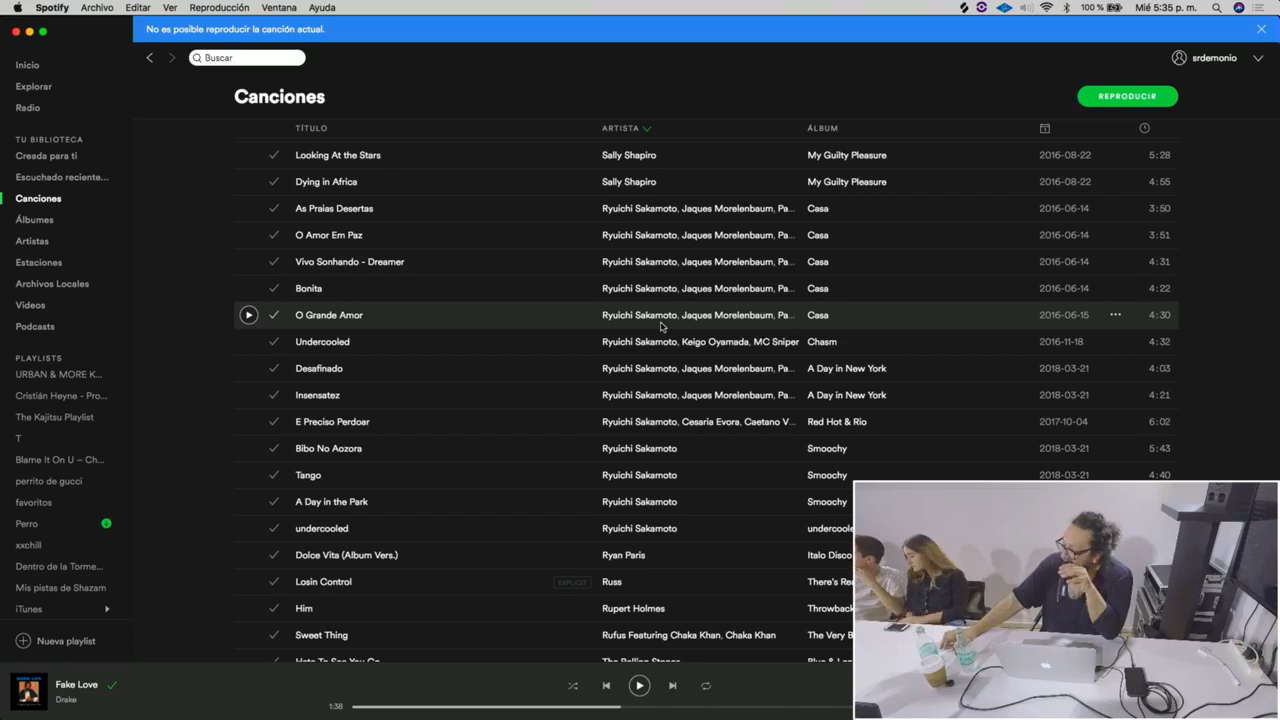 Spotify Archivo Editar Ver Reproducción Ventana Ayuda 100 % Mié 5:35 p. m.
No es posible reproducir la canción actual.
Buscar
srdemonio
Inicio
Explorar
Radio
TU BIBLIOTECA
Creada para ti
Escuchado reciente...
Canciones
Álbumes
Artistas
Estaciones
Archivos Locales
Videos
Podcasts
PLAYLISTS
URBAN & MORE K...
Cristián Heyne - Pro...
The Kajitsu Playlist
T
Blame It On U ~ Ch...
perrito de gucci
favoritos
Perro
xxchill
Dentro de la Torme...
Mis pistas de Shazam
iTunes
Nueva playlist
Canciones
REPRODUCIR
TÍTULO ARTISTA ÁLBUM
Looking At the Stars Sally Shapiro My Guilty Pleasure 2016-08-22 5:28
Dying in Africa Sally Shapiro My Guilty Pleasure 2016-08-22 4:55
As Praias Desertas Ryuichi Sakamoto, Jaques Morelenbaum, Pa... Casa 2016-06-14 3:50
O Amor Em Paz Ryuichi Sakamoto, Jaques Morelenbaum, Pa... Casa 2016-06-14 3:51
Vivo Sonhando - Dreamer Ryuichi Sakamoto, Jaques Morelenbaum, Pa... Casa 2016-06-14 4:31
Bonita Ryuichi Sakamoto, Jaques Morelenbaum, Pa... Casa 2016-06-14 4:22
O Grande Amor Ryuichi Sakamoto, Jaques Morelenbaum, Pa... Casa 2016-06-15 ••• 4:30
Undercooled Ryuichi Sakamoto, Keigo Oyamada, MC Sniper Chasm 2016-11-18 4:32
Desafinado Ryuichi Sakamoto, Jaques Morelenbaum, Pa... A Day in New York 2018-03-21 4:03
Insensatez Ryuichi Sakamoto, Jaques Morelenbaum, Pa... A Day in New York 2018-03-21 4:21
E Preciso Perdoar Ryuichi Sakamoto, Cesaria Evora, Caetano V... Red Hot & Rio 2017-10-04 6:02
Bibo No Aozora Ryuichi Sakamoto Smoochy 2018-03-21 5:43
Tango Ryuichi Sakamoto Smoochy 2018-03-21 4:40
A Day in the Park Ryuichi Sakamoto Smoochy
undercooled Ryuichi Sakamoto undercoole
Dolce Vita (Album Vers.) Ryan Paris Italo Disco
Losin Control EXPLICIT Russ There's Rea
Him Rupert Holmes Throwback
Sweet Thing Rufus Featuring Chaka Khan, Chaka Khan The Very B
Hate To See You Go The Rolling Stones Blue & Lon
Fake Love
Drake
1:38